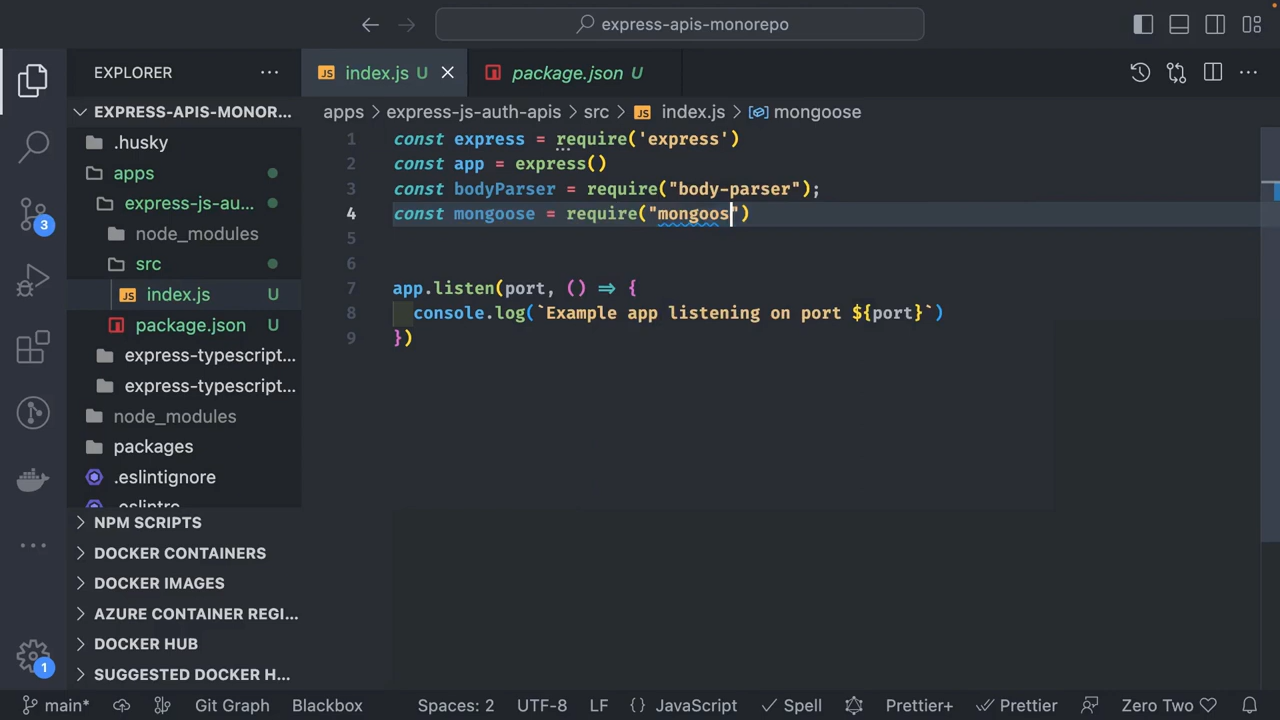 express-apis-monorepo
EXPLORER
index.js U
package.json U
EXPRESS-APIS-MONOR...
apps > express-js-auth-apis > src > JS index.js > mongoose
.husky
apps
express-js-au...
node_modules
src
JS index.js U
package.json U
express-typescript...
express-typescript...
node_modules
packages
.eslintignore
.eslintrc
NPM SCRIPTS
DOCKER CONTAINERS
DOCKER IMAGES
AZURE CONTAINER REGI...
DOCKER HUB
SUGGESTED DOCKER H...
3
1
1 const express = require('express')
2 const app = express()
3 const bodyParser = require("body-parser");
4 const mongoose = require("mongoos")
5
6
7 app.listen(port, () => {
8 console.log(`Example app listening on port ${port}`)
9 })
main* Git Graph Blackbox Spaces: 2 UTF-8 LF {} JavaScript Spell Prettier+ Prettier Zero Two